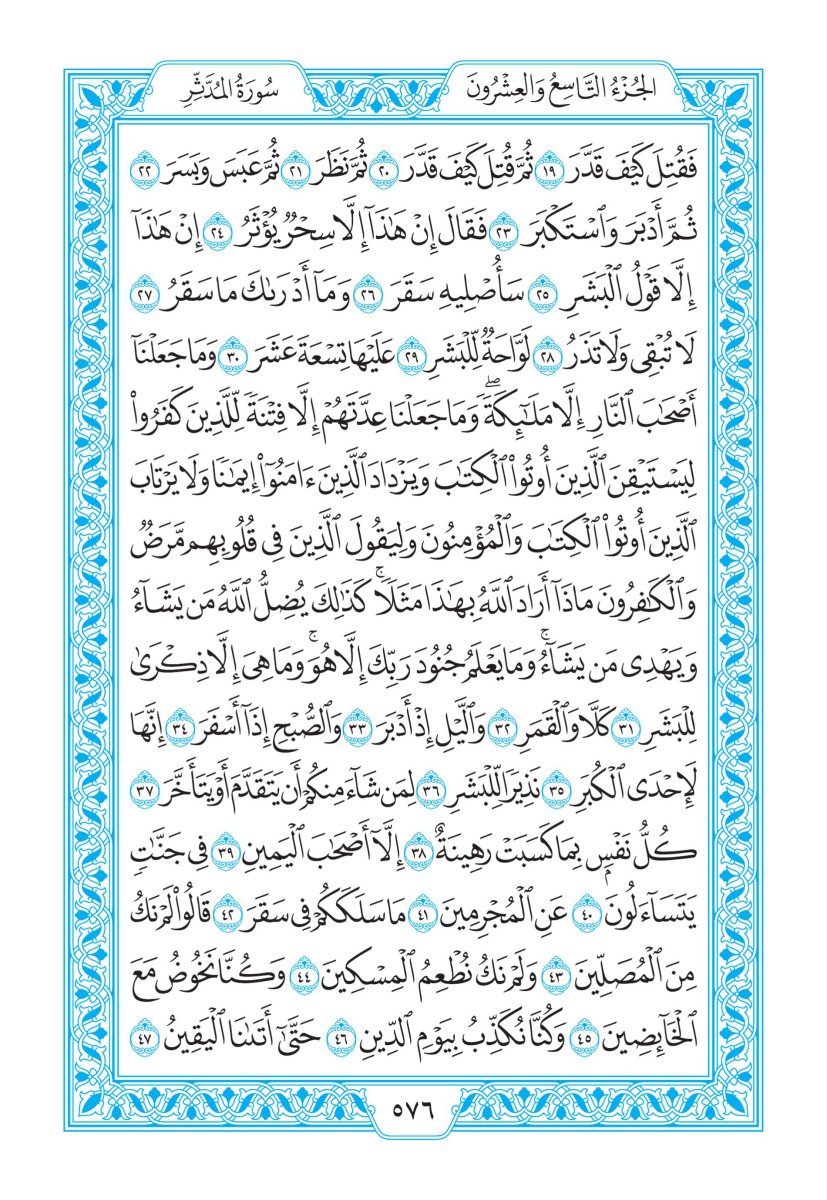 الجُزْءُ التَّاسِعُ وَالعِشْرُونَ
سُورَةُ المُدَّثِّرِ
فَقُتِلَ كَيْفَ قَدَّرَ ١٩ ثُمَّ قُتِلَ كَيْفَ قَدَّرَ ٢٠ ثُمَّ نَظَرَ ٢١ ثُمَّ عَبَسَ وَبَسَرَ ٢٢
ثُمَّ أَدْبَرَ وَٱسْتَكْبَرَ ٢٣ فَقَالَ إِنْ هَٰذَآ إِلَّا سِحْرٌ يُؤْثَرُ ٢٤ إِنْ هَٰذَآ
إِلَّا قَوْلُ ٱلْبَشَرِ ٢٥ سَأُصْلِيهِ سَقَرَ ٢٦ وَمَآ أَدْرَىٰكَ مَا سَقَرُ ٢٧
لَا تُبْقِى وَلَا تَذَرُ ٢٨ لَوَّاحَةٌ لِّلْبَشَرِ ٢٩ عَلَيْهَا تِسْعَةَ عَشَرَ ٣٠ وَمَا جَعَلْنَآ
أَصْحَٰبَ ٱلنَّارِ إِلَّا مَلَٰٓئِكَةً ۖ وَمَا جَعَلْنَا عِدَّتَهُمْ إِلَّا فِتْنَةً لِّلَّذِينَ كَفَرُوا۟
لِيَسْتَيْقِنَ ٱلَّذِينَ أُوتُوا۟ ٱلْكِتَٰبَ وَيَزْدَادَ ٱلَّذِينَ ءَامَنُوٓا۟ إِيمَٰنًا وَلَا يَرْتَابَ
ٱلَّذِينَ أُوتُوا۟ ٱلْكِتَٰبَ وَٱلْمُؤْمِنُونَ وَلِيَقُولَ ٱلَّذِينَ فِى قُلُوبِهِم مَّرَضٌ
وَٱلْكَٰفِرُونَ مَاذَآ أَرَادَ ٱللَّهُ بِهَٰذَا مَثَلًا ۚ كَذَٰلِكَ يُضِلُّ ٱللَّهُ مَن يَشَآءُ
وَيَهْدِى مَن يَشَآءُ ۚ وَمَا يَعْلَمُ جُنُودَ رَبِّكَ إِلَّا هُوَ ۚ وَمَا هِىَ إِلَّا ذِكْرَىٰ
لِلْبَشَرِ ٣١ كَلَّا وَٱلْقَمَرِ ٣٢ وَٱلَّيْلِ إِذْ أَدْبَرَ ٣٣ وَٱلصُّبْحِ إِذَآ أَسْفَرَ ٣٤ إِنَّهَا
لَإِحْدَى ٱلْكُبَرِ ٣٥ نَذِيرًا لِّلْبَشَرِ ٣٦ لِمَن شَآءَ مِنكُمْ أَن يَتَقَدَّمَ أَوْ يَتَأَخَّرَ ٣٧
كُلُّ نَفْسٍۭ بِمَا كَسَبَتْ رَهِينَةٌ ٣٨ إِلَّآ أَصْحَٰبَ ٱلْيَمِينِ ٣٩ فِى جَنَّٰتٍ
يَتَسَآءَلُونَ ٤٠ عَنِ ٱلْمُجْرِمِينَ ٤١ مَا سَلَكَكُمْ فِى سَقَرَ ٤٢ قَالُوا۟ لَمْ نَكُ
مِنَ ٱلْمُصَلِّينَ ٤٣ وَلَمْ نَكُ نُطْعِمُ ٱلْمِسْكِينَ ٤٤ وَكُنَّا نَخُوضُ مَعَ
ٱلْخَآئِضِينَ ٤٥ وَكُنَّا نُكَذِّبُ بِيَوْمِ ٱلدِّينِ ٤٦ حَتَّىٰٓ أَتَىٰنَا ٱلْيَقِينُ ٤٧
٥٧٦